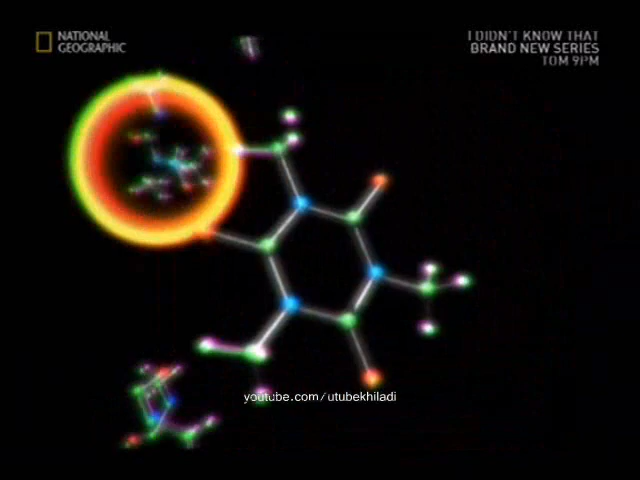 NATIONAL
GEOGRAPHIC
I DIDN'T KNOW THAT
BRAND NEW SERIES
TOM 9PM
youtube.com/utubekhiladi